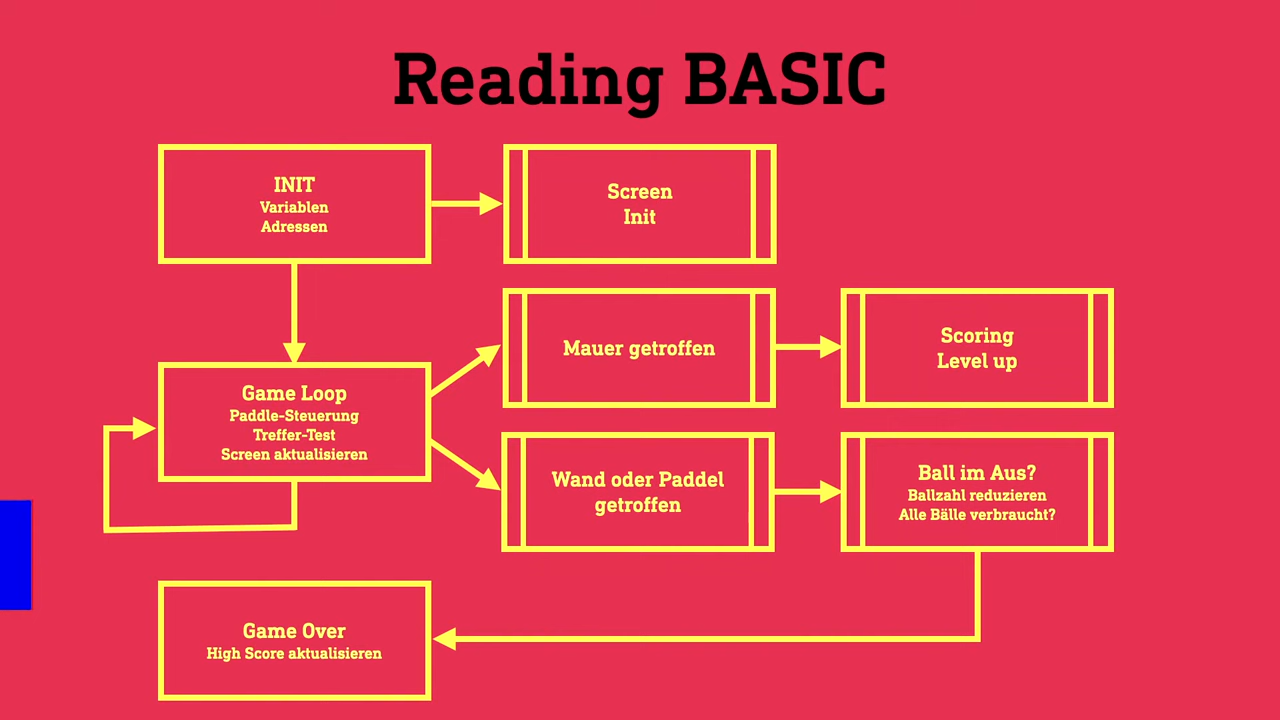 Reading BASIC
INIT
Variablen
Adressen
Screen
Init
Mauer getroffen
Scoring
Level up
Game Loop
Paddle-Steuerung
Treffer-Test
Screen aktualisieren
Wand oder Paddel
getroffen
Ball im Aus?
Ballzahl reduzieren
Alle Bälle verbraucht?
Game Over
High Score aktualisieren